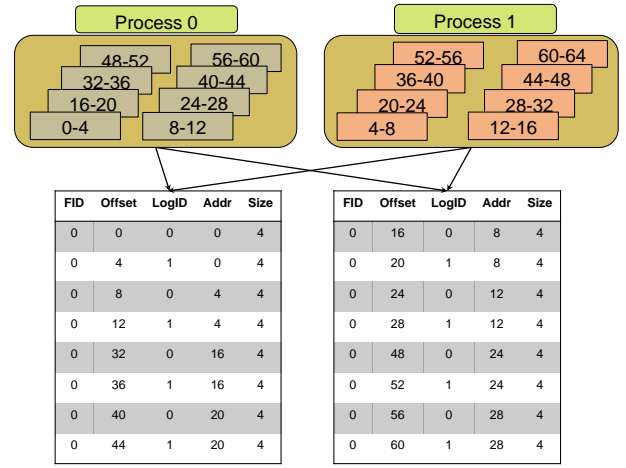 Process 0 Process 1
48-52 56-60 52-56 60-64
32-36 40-44 36-40 44-48
16-20 24-28 20-24 28-32
0-4 8-12 4-8 12-16
FID Offset LogID Addr Size FID Offset LogID Addr Size
0 0 0 0 4 0 16 0 8 4
0 4 1 0 4 0 20 1 8 4
0 8 0 4 4 0 24 0 12 4
0 12 1 4 4 0 28 1 12 4
0 32 0 16 4 0 48 0 24 4
0 36 1 16 4 0 52 1 24 4
0 40 0 20 4 0 56 0 28 4
0 44 1 20 4 0 60 1 28 4